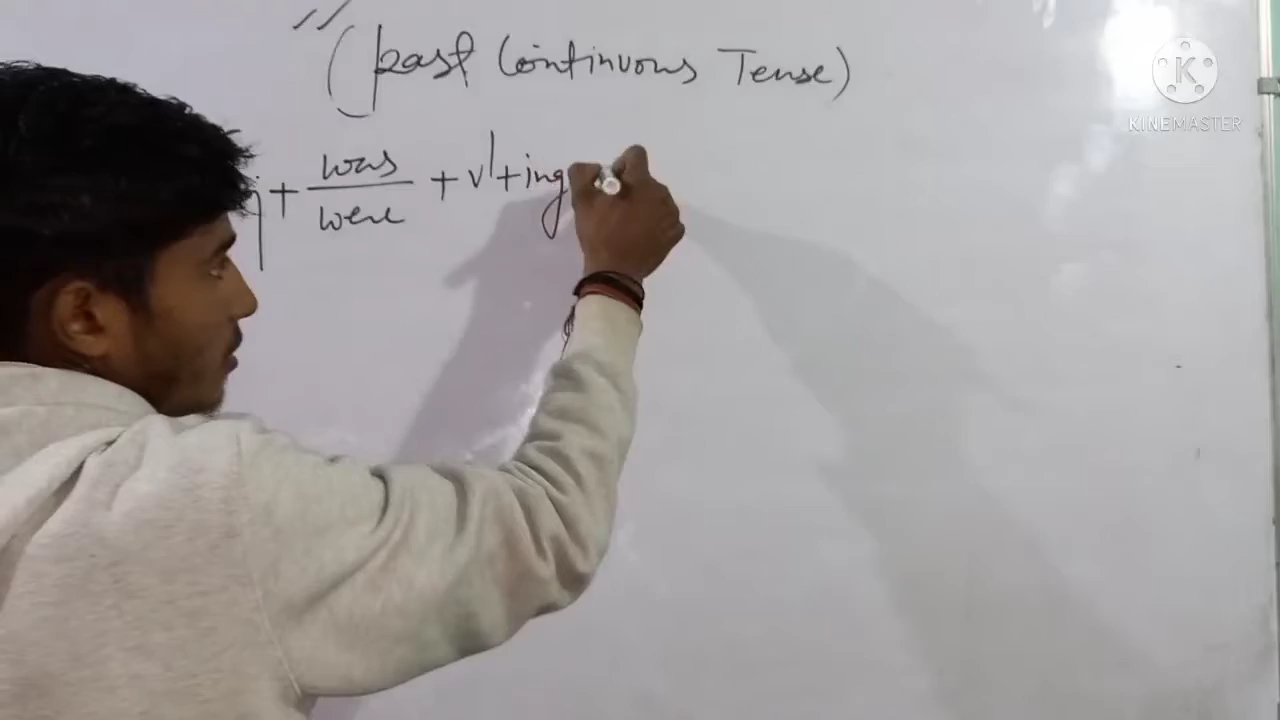 (past Continuous Tense)
+ was/were + v1+ing
K
KINEMASTER